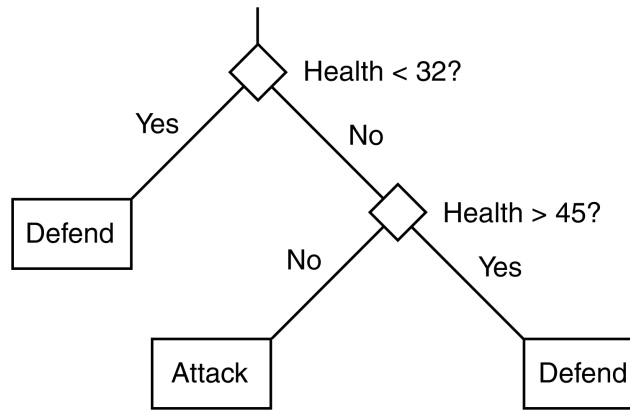 Health < 32?
Yes
No
Defend
Health > 45?
No
Yes
Attack
Defend